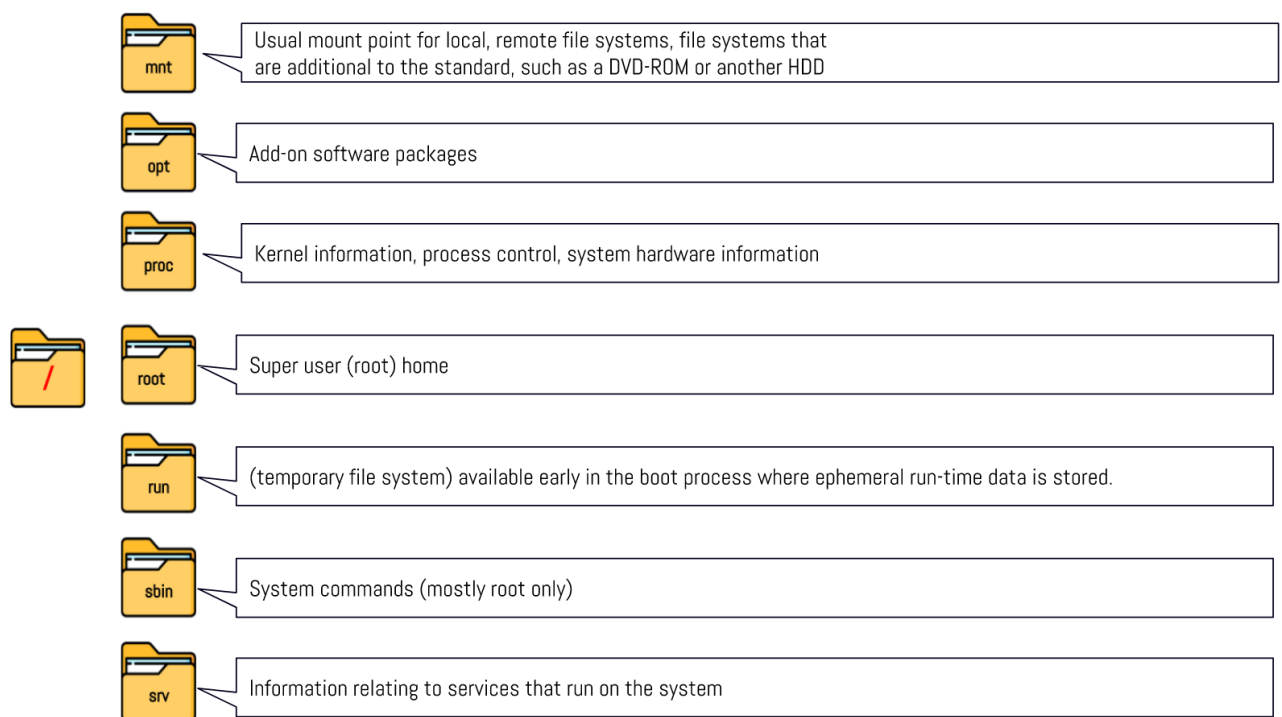 mnt
Usual mount point for local, remote file systems, file systems that
are additional to the standard, such as a DVD-ROM or another HDD
opt
Add-on software packages
proc
Kernel information, process control, system hardware information
/
root
Super user (root) home
run
(temporary file system) available early in the boot process where ephemeral run-time data is stored.
sbin
System commands (mostly root only)
srv
Information relating to services that run on the system